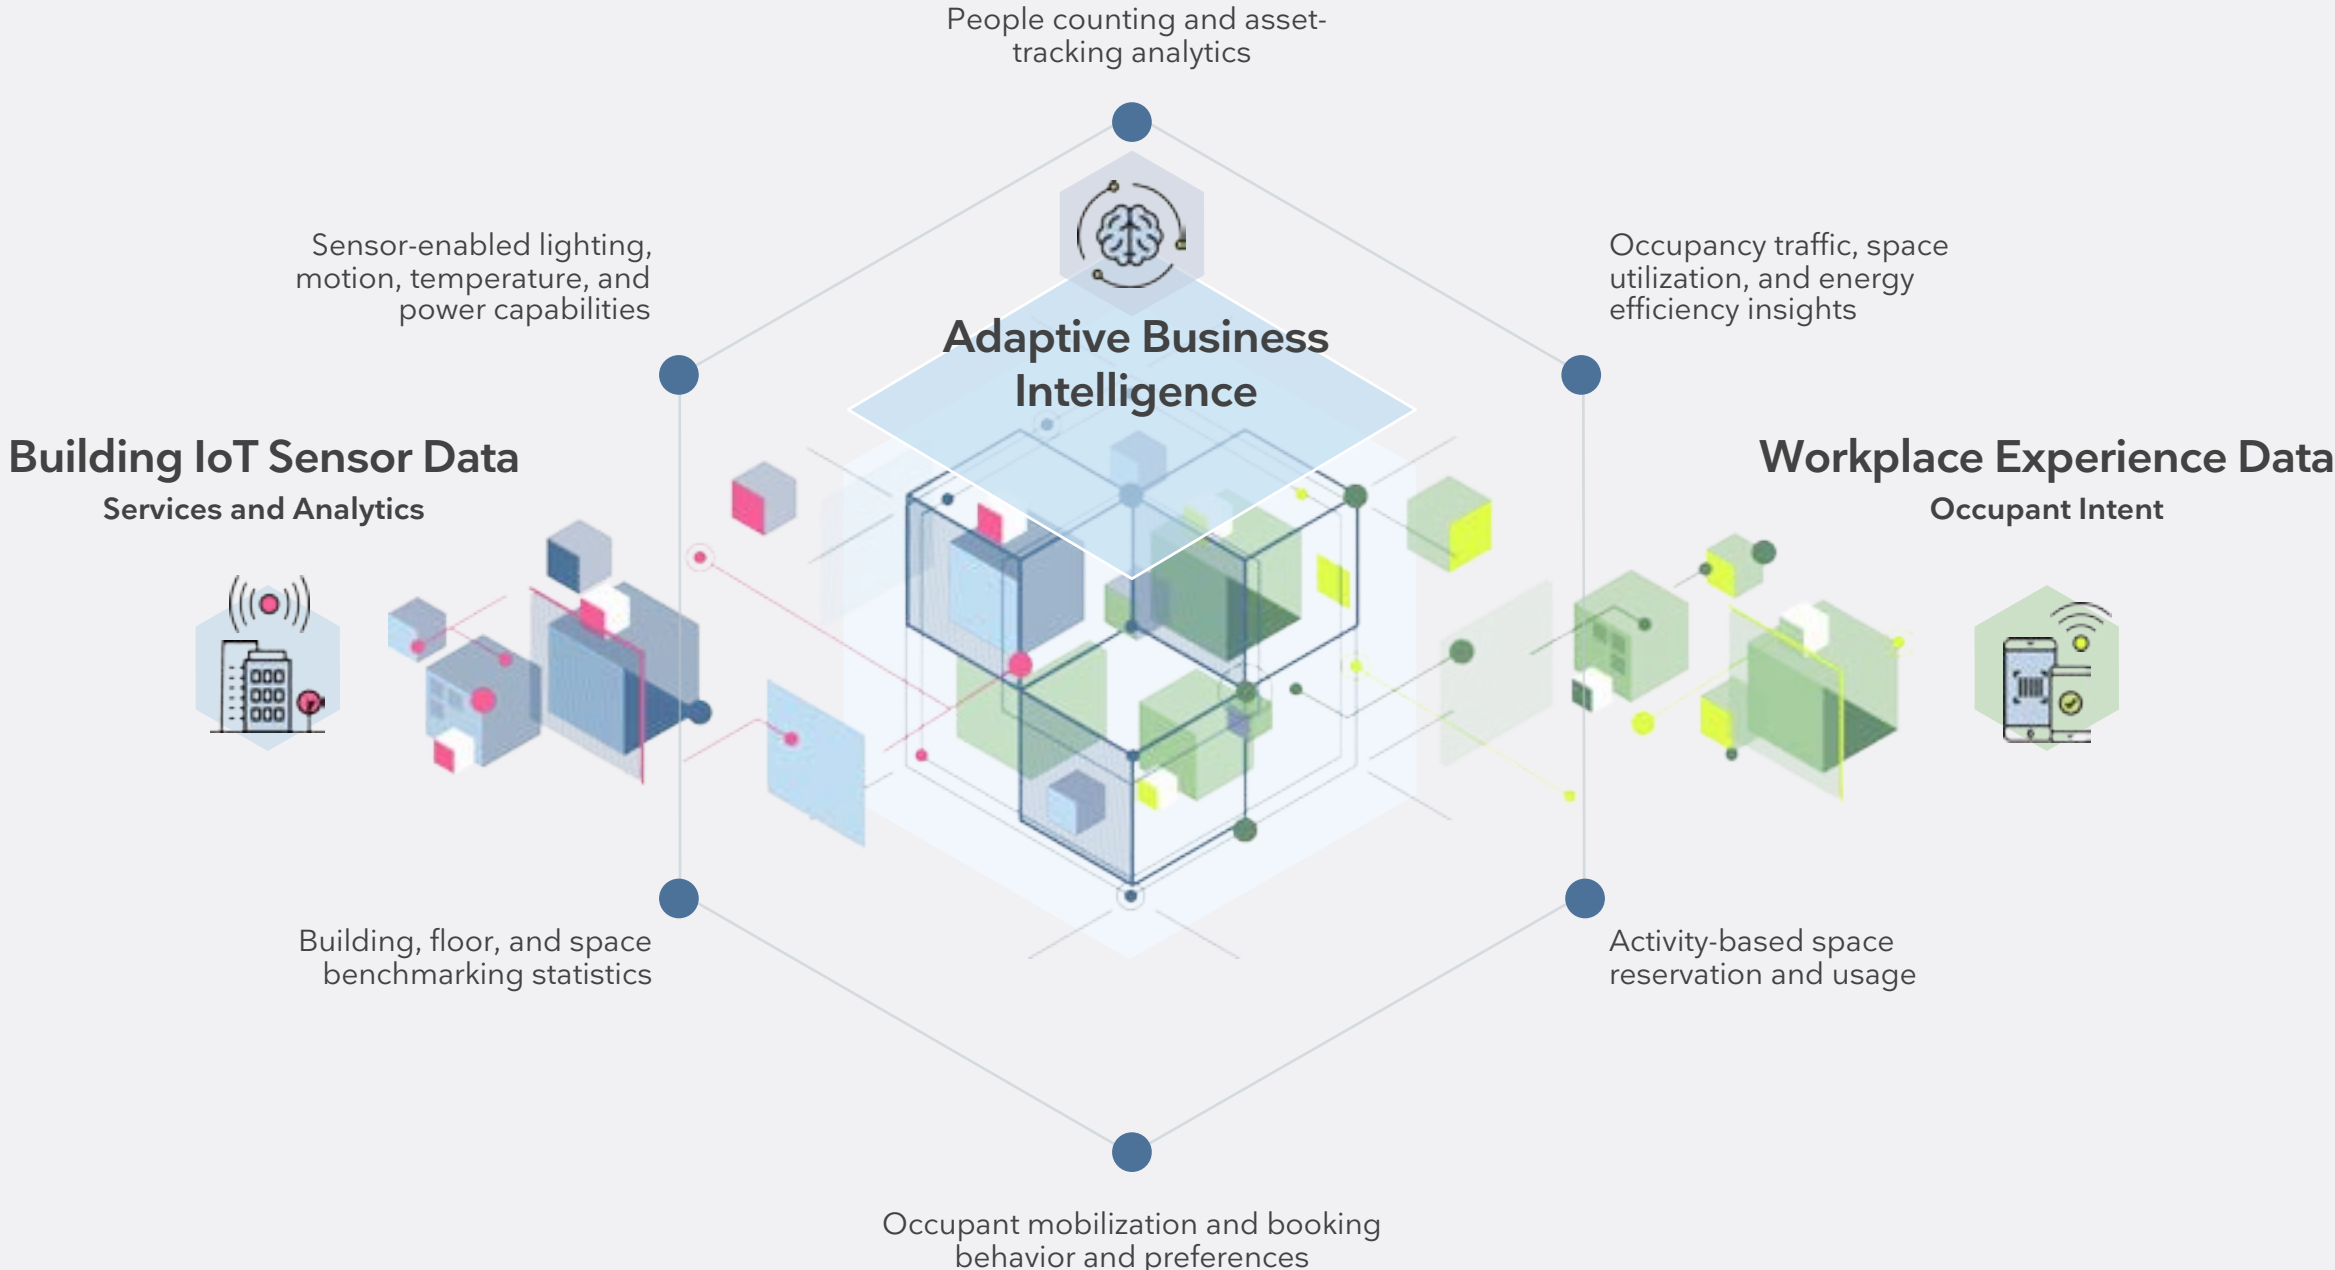 People counting and asset-
tracking analytics
Sensor-enabled lighting,
motion, temperature, and
power capabilities
Occupancy traffic, space
utilization, and energy
efficiency insights
Adaptive Business
Intelligence
Building IoT Sensor Data
Services and Analytics
Workplace Experience Data
Occupant Intent
Building, floor, and space
benchmarking statistics
Activity-based space
reservation and usage
Occupant mobilization and booking
behavior and preferences